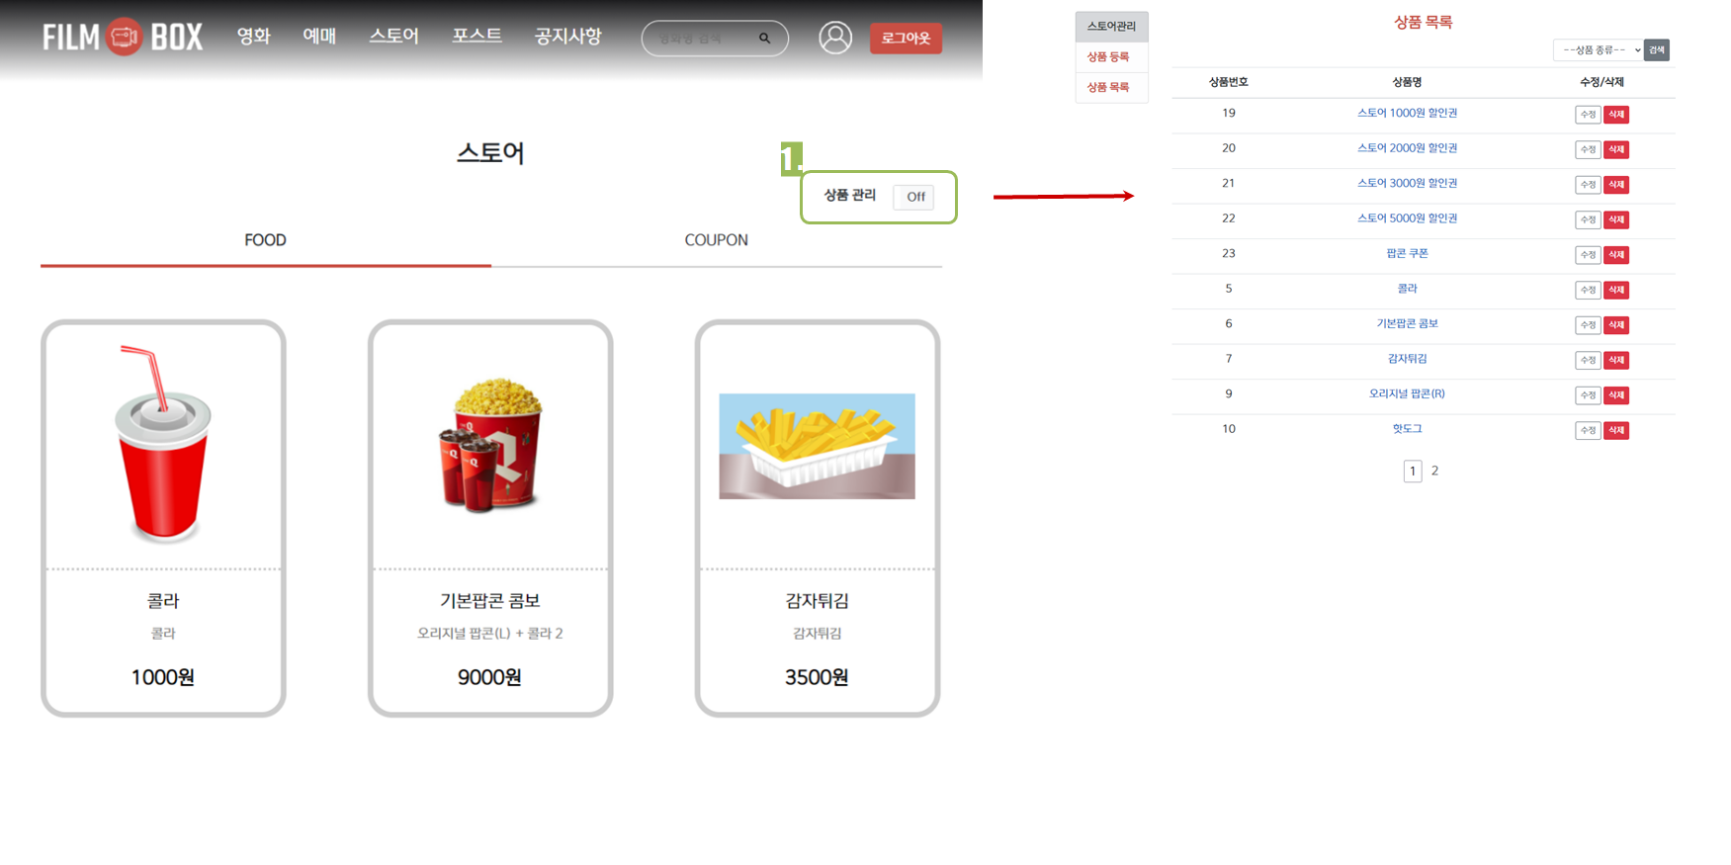 FILM BOX 영화 예매 스토어 포스트 공지사항 영화명 검색 로그아웃
스토어
1.
상품 관리 Off
FOOD COUPON
콜라
콜라
1000원
기본팝콘 콤보
오리지널 팝콘(L) + 콜라 2
9000원
감자튀김
감자튀김
3500원
스토어관리
상품 등록
상품 목록
상품 목록
--상품 종류-- 검색
상품번호 상품명 수정/삭제
19 스토어 1000원 할인권 수정 삭제
20 스토어 2000원 할인권 수정 삭제
21 스토어 3000원 할인권 수정 삭제
22 스토어 5000원 할인권 수정 삭제
23 팝콘 쿠폰 수정 삭제
5 콜라 수정 삭제
6 기본팝콘 콤보 수정 삭제
7 감자튀김 수정 삭제
9 오리지널 팝콘(R) 수정 삭제
10 핫도그 수정 삭제
1 2